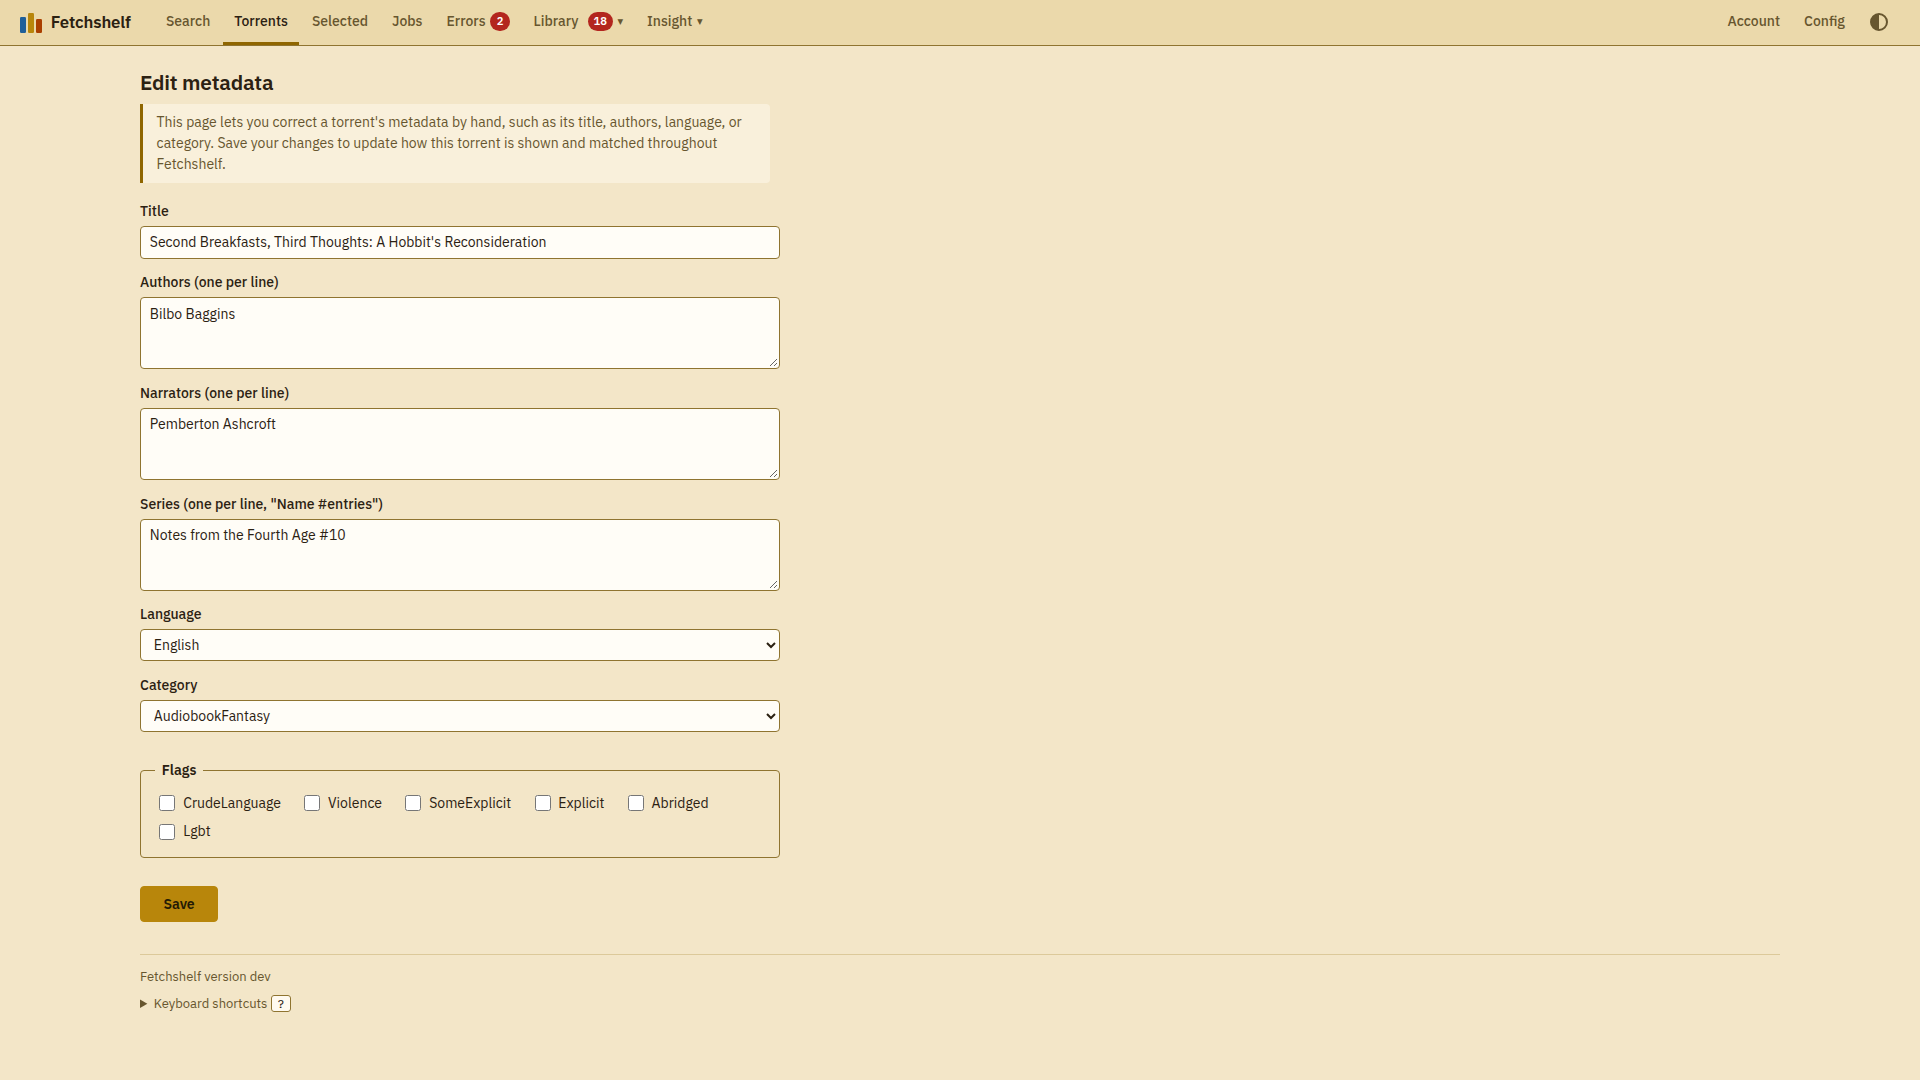 Fetchshelf Search Torrents Selected Jobs Errors 2 Library 18 ▾ Insight ▾ Account Config
Edit metadata
This page lets you correct a torrent's metadata by hand, such as its title, authors, language, or
category. Save your changes to update how this torrent is shown and matched throughout
Fetchshelf.
Title
Second Breakfasts, Third Thoughts: A Hobbit's Reconsideration
Authors (one per line)
Bilbo Baggins
Narrators (one per line)
Pemberton Ashcroft
Series (one per line, "Name #entries")
Notes from the Fourth Age #10
Language
English
Category
AudiobookFantasy
Flags
CrudeLanguage Violence SomeExplicit Explicit Abridged
Lgbt
Save
Fetchshelf version dev
▶ Keyboard shortcuts ?